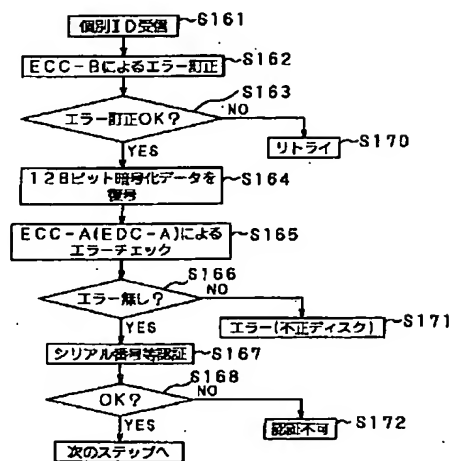 個別ID受信 S161
ECC-Bによるエラー訂正 S162
S163
エラー訂正OK? NO
YES
リトライ S170
128ビット暗号化データを
復号 S164
ECC-A(EDC-A)による
エラーチェック S165
S166
エラー無し? NO
YES
エラー(不正ディスク) S171
シリアル番号等認証 S167
S168
OK? NO
YES
認証不可 S172
次のステップへ